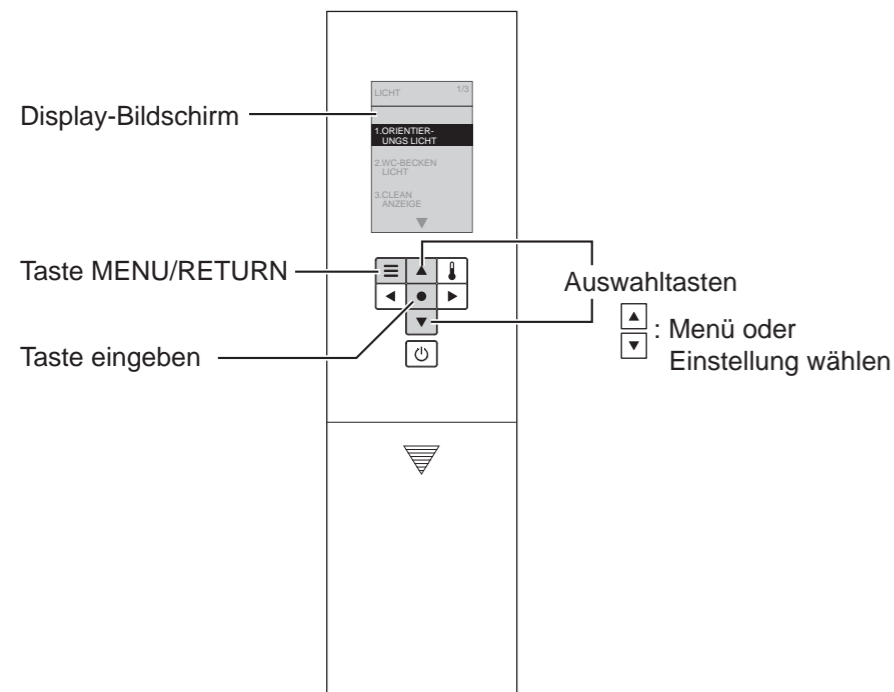 LICHT 1/3
Display-Bildschirm
1.ORIENTIER-
UNGS LICHT
2.WC-BECKEN
LICHT
3.CLEAN
ANZEIGE
Taste MENU/RETURN
Auswahltasten
: Menü oder
Einstellung wählen
Taste eingeben